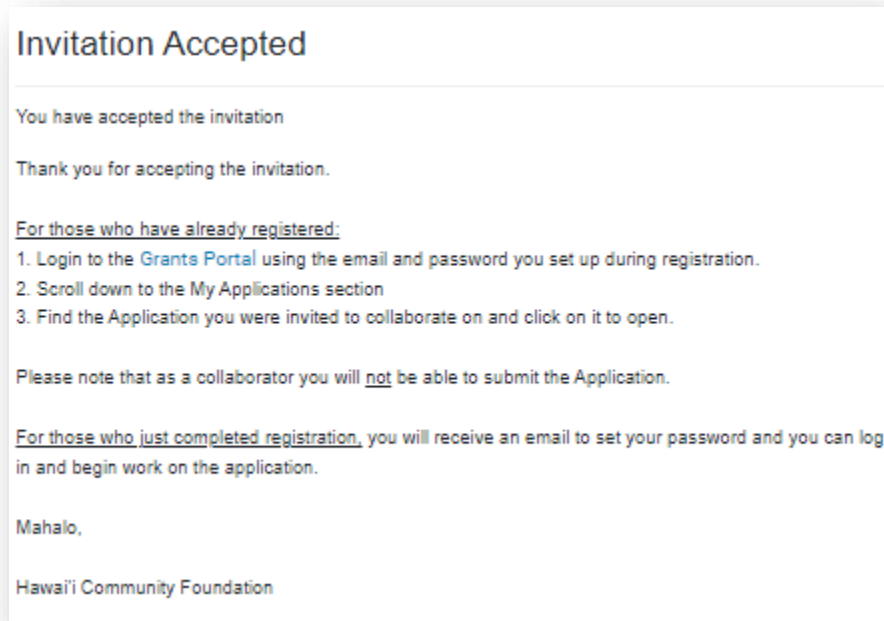 Invitation Accepted
You have accepted the invitation
Thank you for accepting the invitation.
For those who have already registered:
1. Login to the Grants Portal using the email and password you set up during registration.
2. Scroll down to the My Applications section
3. Find the Application you were invited to collaborate on and click on it to open.
Please note that as a collaborator you will not be able to submit the Application.
For those who just completed registration, you will receive an email to set your password and you can log
in and begin work on the application.
Mahalo,
Hawai'i Community Foundation